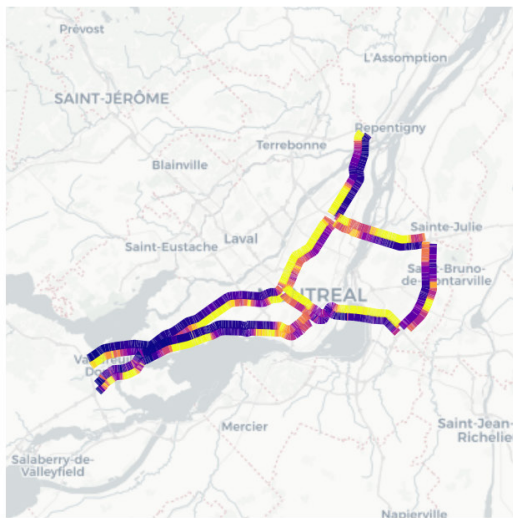 Prévost
L'Assomption
SAINT-JÉRÔME
Repentigny
Terrebonne
Blainville
Sainte-Julie
Laval
Saint-Eustache
Saint-Bruno-
de-Montarville
MONTREAL
Mercier
Saint-Jean-
Richelieu
Salaberry-de-
Valleyfield
Napierville